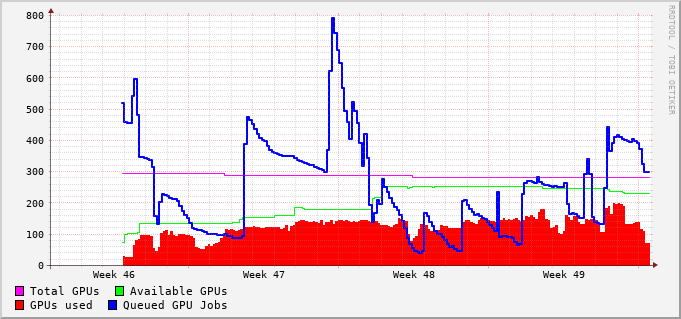 800
700
600
500
400
300
200
100
0
Week 46 Week 47 Week 48 Week 49
Total GPUs Available GPUs
GPUs used Queued GPU Jobs
RRDTOOL / TOBI OETIKER